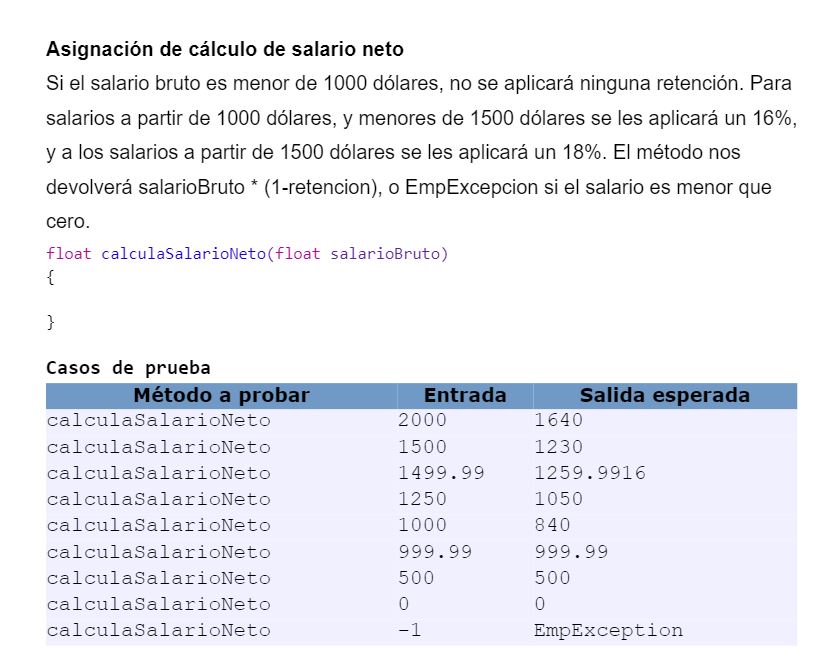 Asignación de cálculo de salario neto
Si el salario bruto es menor de 1000 dólares, no se aplicará ninguna retención. Para
salarios a partir de 1000 dólares, y menores de 1500 dólares se les aplicará un 16%,
y a los salarios a partir de 1500 dólares se les aplicará un 18%. El método nos
devolverá salarioBruto * (1-retencion), o EmpExcepcion si el salario es menor que
cero.
float calculaSalarioNeto(float salarioBruto)
{
}
Casos de prueba
Método a probar Entrada Salida esperada
calculaSalarioNeto 2000 1640
calculaSalarioNeto 1500 1230
calculaSalarioNeto 1499.99 1259.9916
calculaSalarioNeto 1250 1050
calculaSalarioNeto 1000 840
calculaSalarioNeto 999.99 999.99
calculaSalarioNeto 500 500
calculaSalarioNeto 0 0
calculaSalarioNeto -1 EmpException